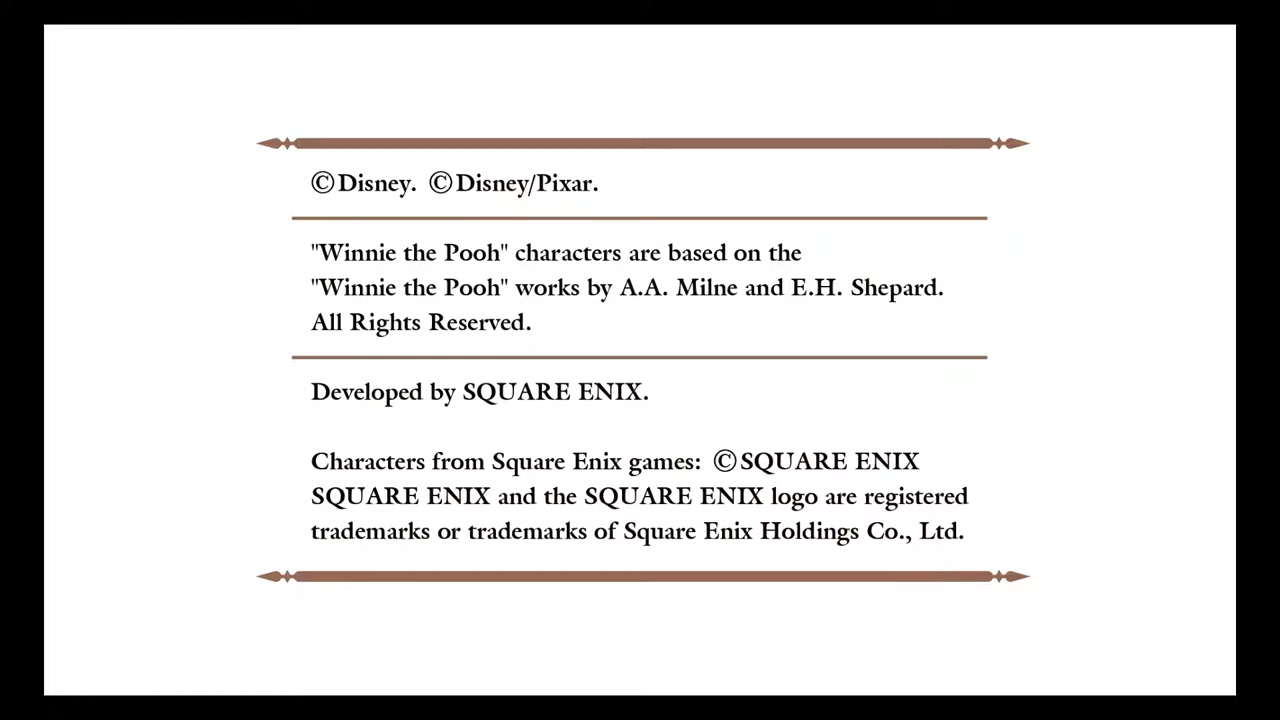 ©Disney. ©Disney/Pixar.
"Winnie the Pooh" characters are based on the
"Winnie the Pooh" works by A.A. Milne and E.H. Shepard.
All Rights Reserved.
Developed by SQUARE ENIX.
Characters from Square Enix games: ©SQUARE ENIX
SQUARE ENIX and the SQUARE ENIX logo are registered
trademarks or trademarks of Square Enix Holdings Co., Ltd.